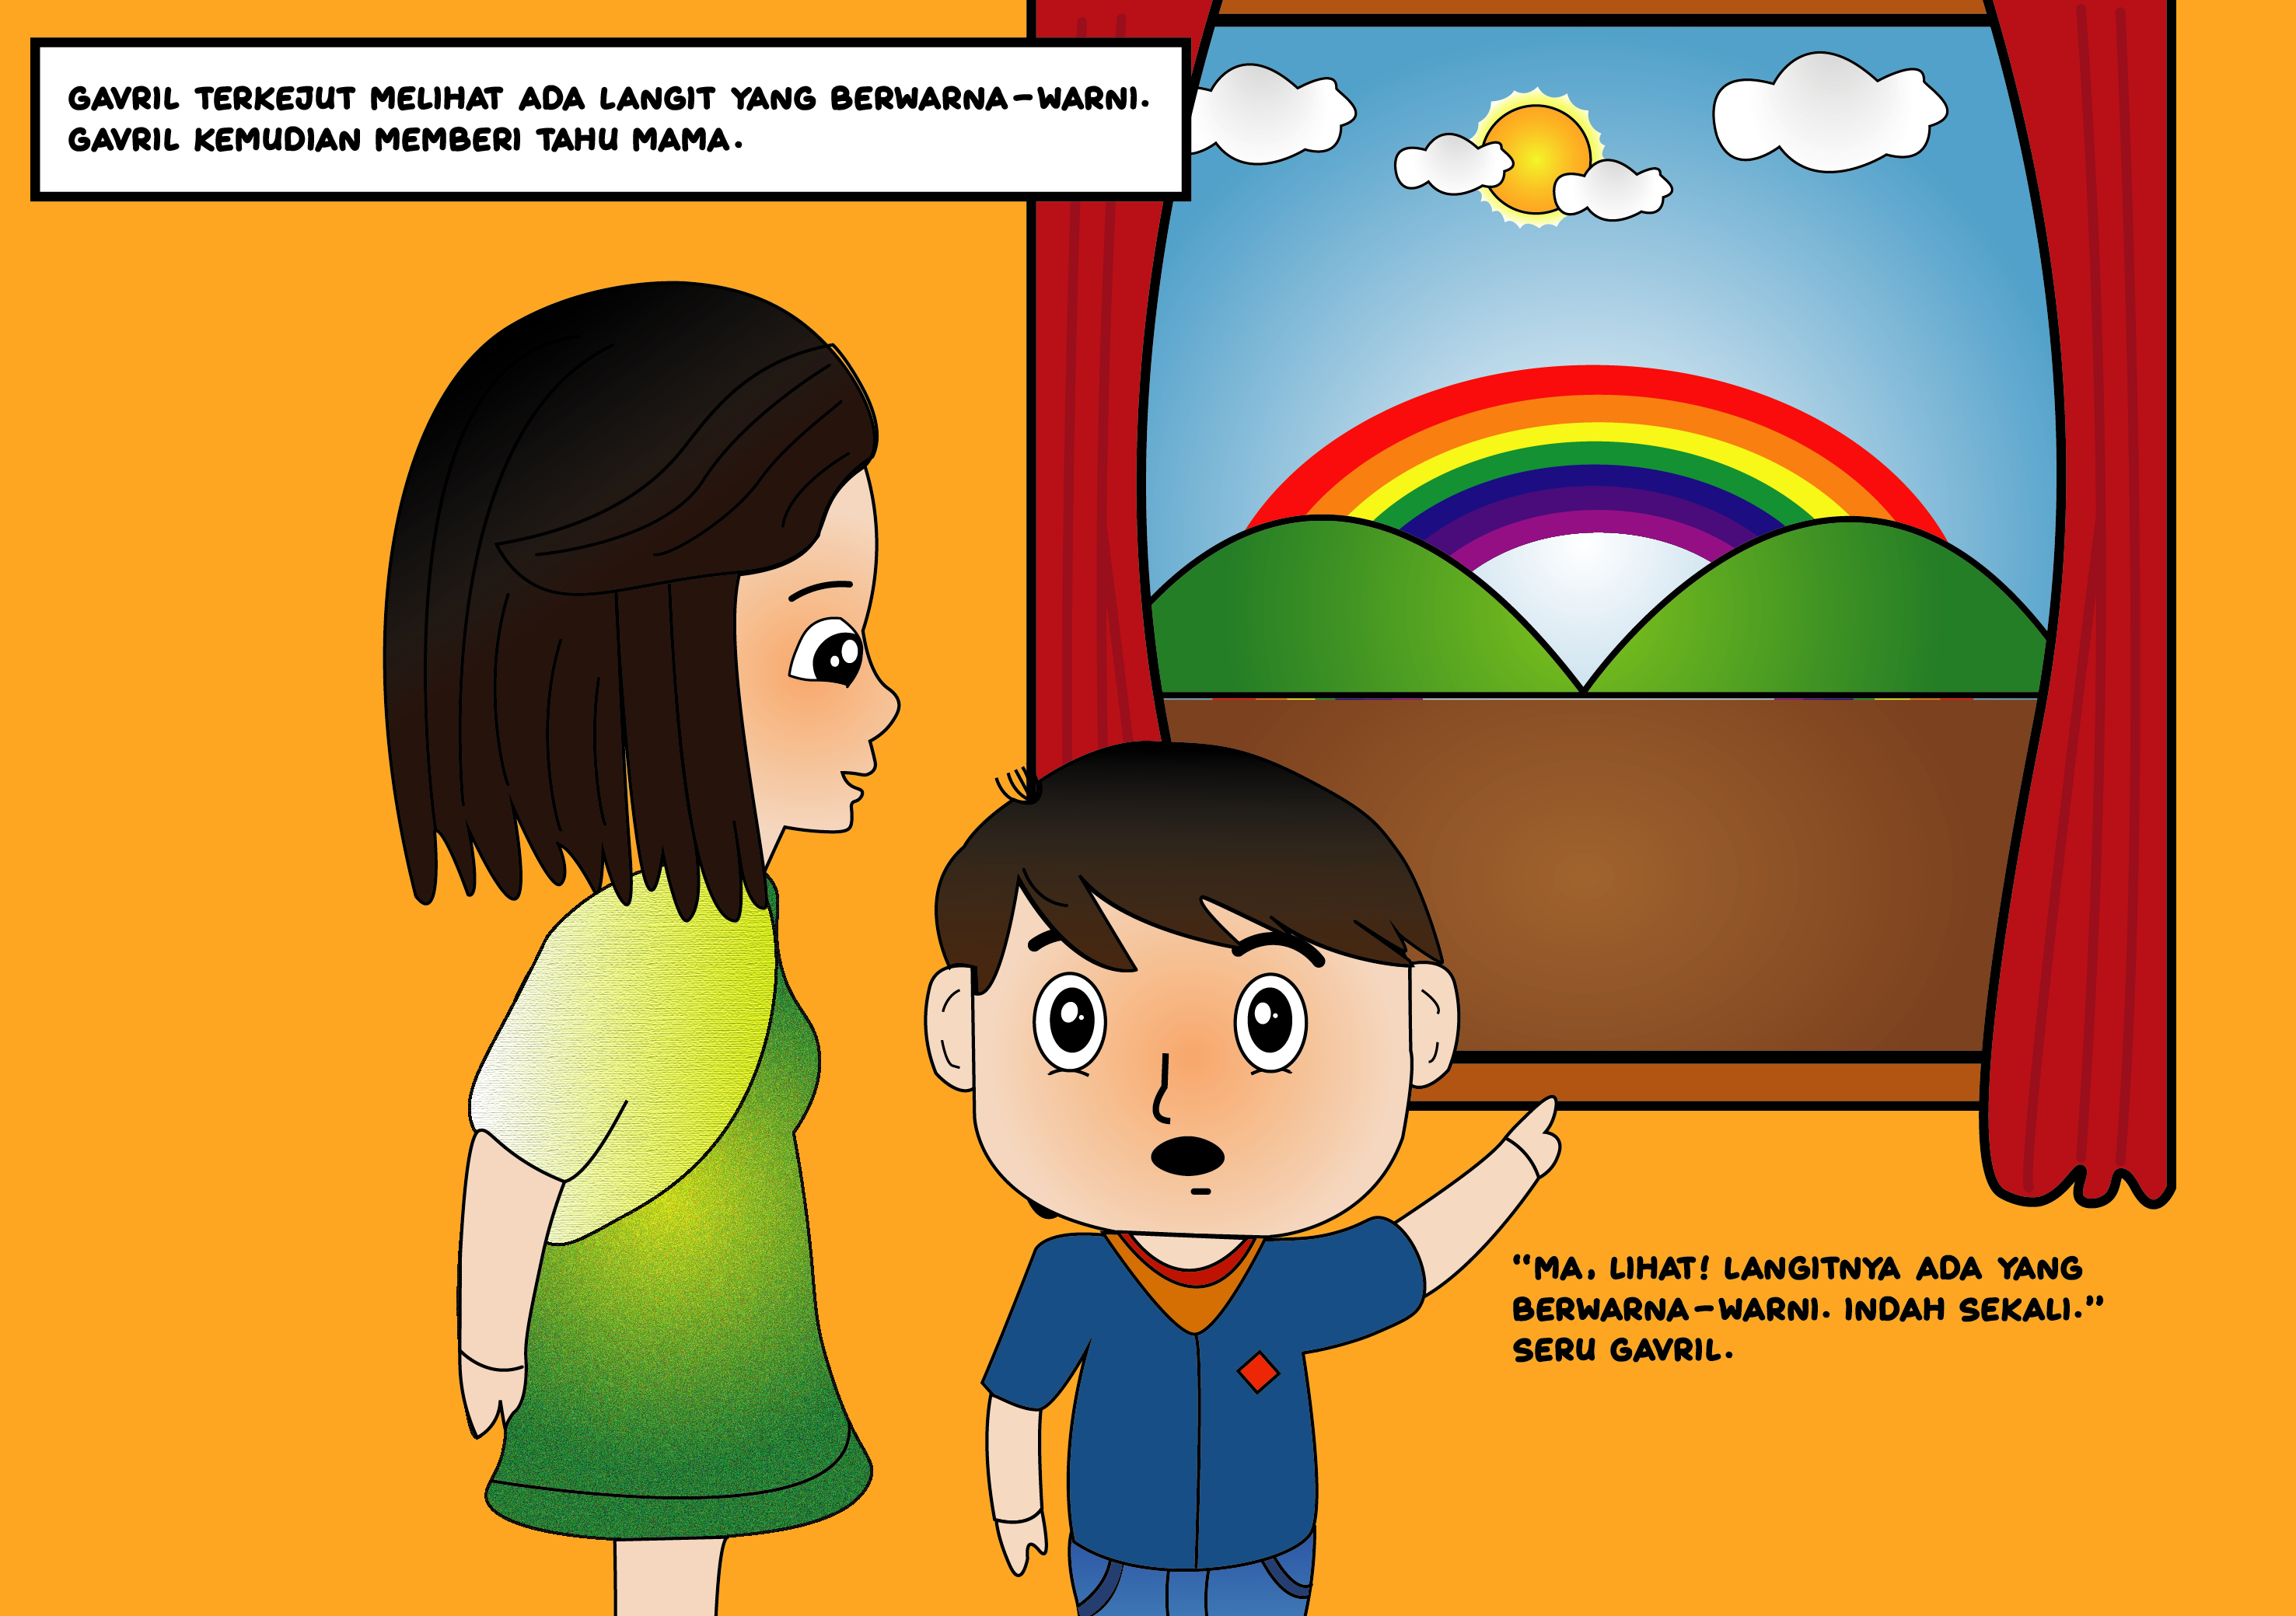 GAVRIL TERKEJUT MELIHAT ADA LANGIT YANG BERWARNA-WARNI.
GAVRIL KEMUDIAN MEMBERI TAHU MAMA.
“MA, LIHAT! LANGITNYA ADA YANG
BERWARNA-WARNI. INDAH SEKALI.”
SERU GAVRIL.